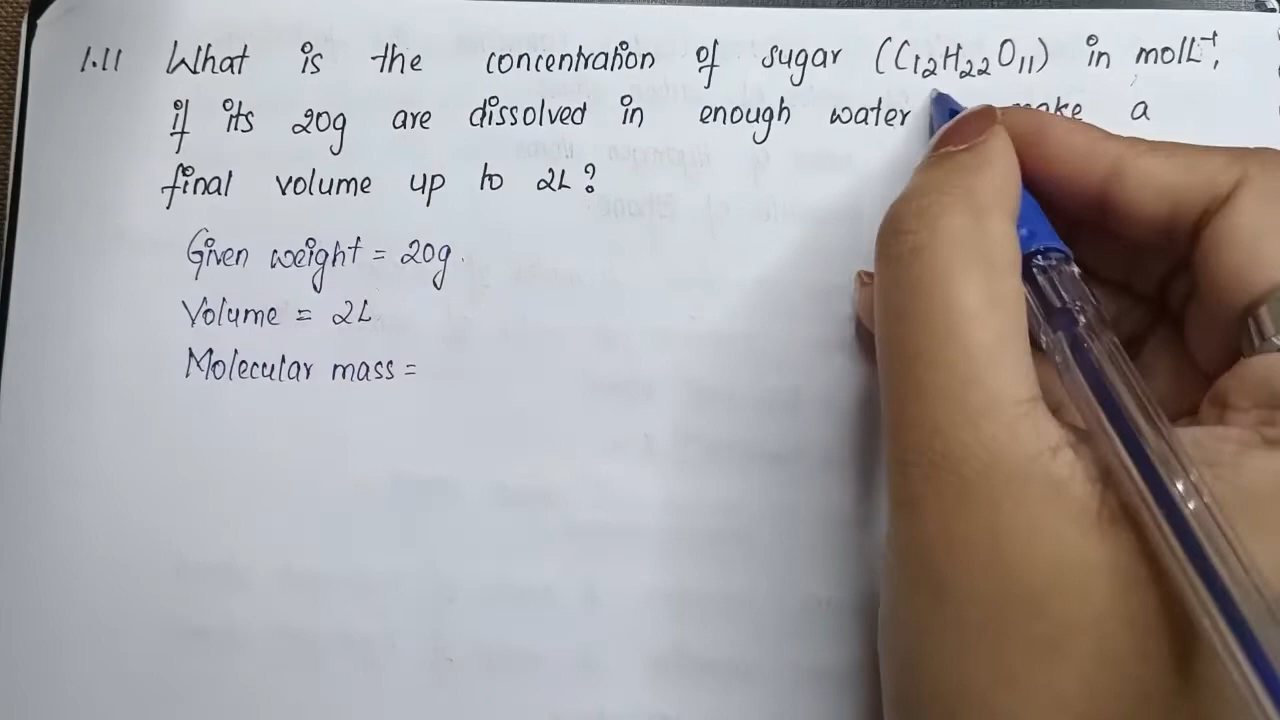 1.11 What is the concentration of sugar (C₁₂H₂₂O₁₁) in molL⁻¹,
if its 20g are dissolved in enough water make a
final volume up to 2L?
Given weight = 20g.
Volume = 2L
Molecular mass =